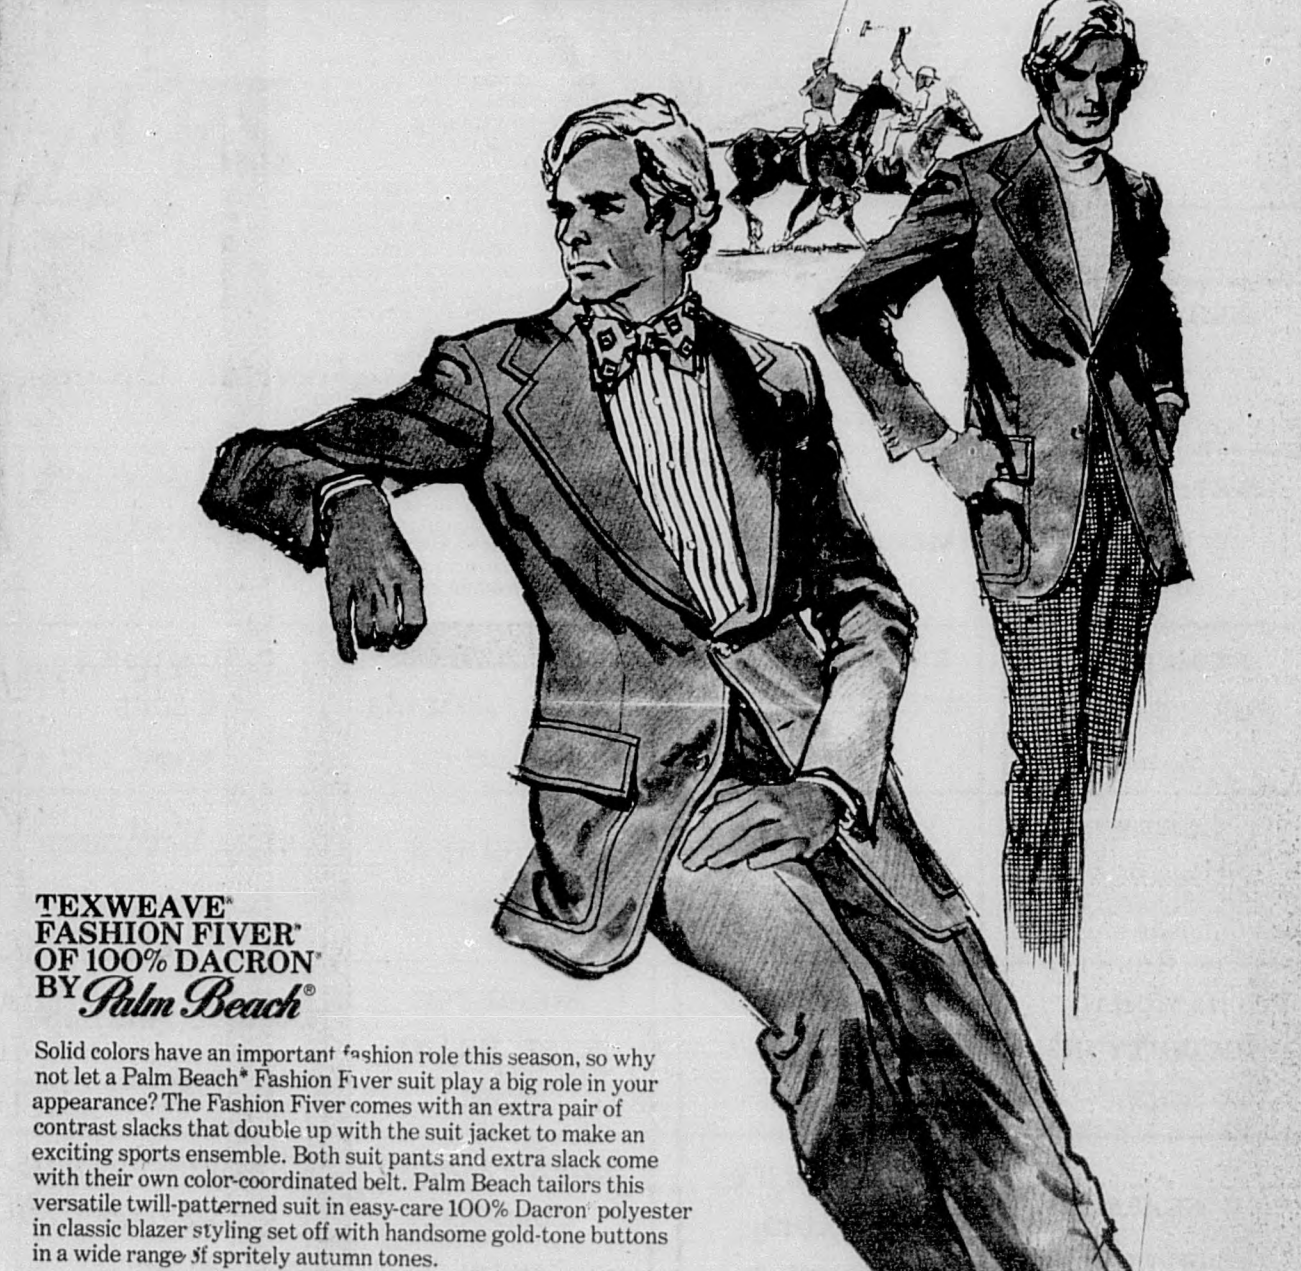 TEXWEAVE*
FASHION FIVER*
OF 100% DACRON*
BY Palm Beach®
Solid colors have an important fashion role this season, so why
not let a Palm Beach* Fashion Fiver suit play a big role in your
appearance? The Fashion Fiver comes with an extra pair of
contrast slacks that double up with the suit jacket to make an
exciting sports ensemble. Both suit pants and extra slack come
with their own color-coordinated belt. Palm Beach tailors this
versatile twill-patterned suit in easy-care 100% Dacron* polyester
in classic blazer styling set off with handsome gold-tone buttons
in a wide range of spritely autumn tones.